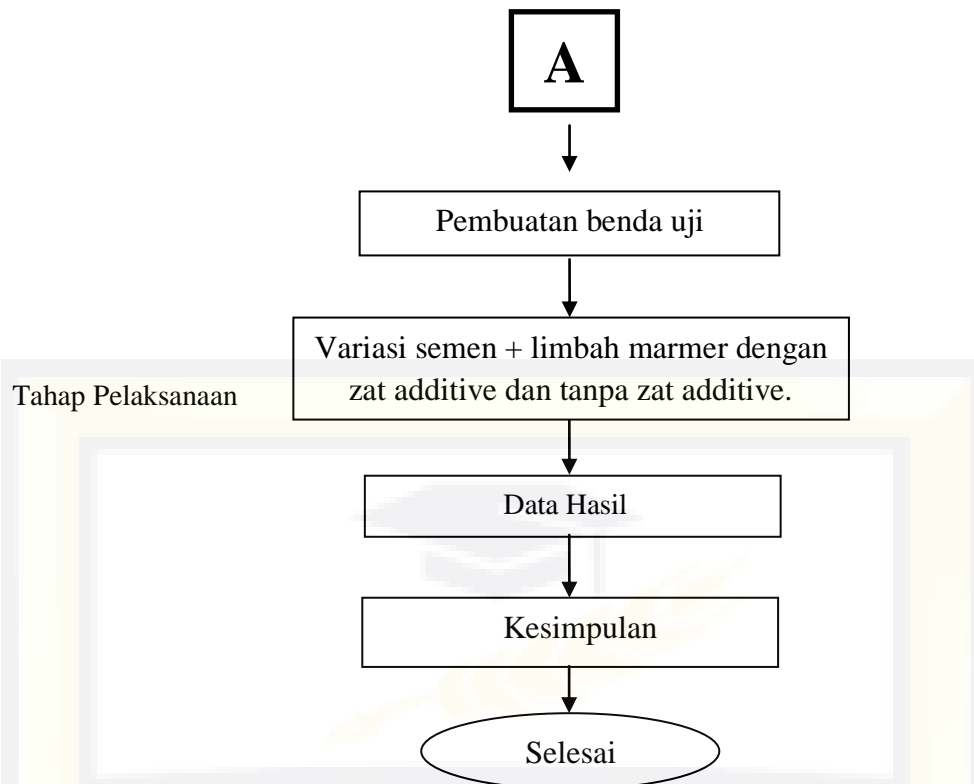 A
Pembuatan benda uji
Variasi semen + limbah marmer dengan
zat additive dan tanpa zat additive.
Tahap Pelaksanaan
Data Hasil
Kesimpulan
Selesai